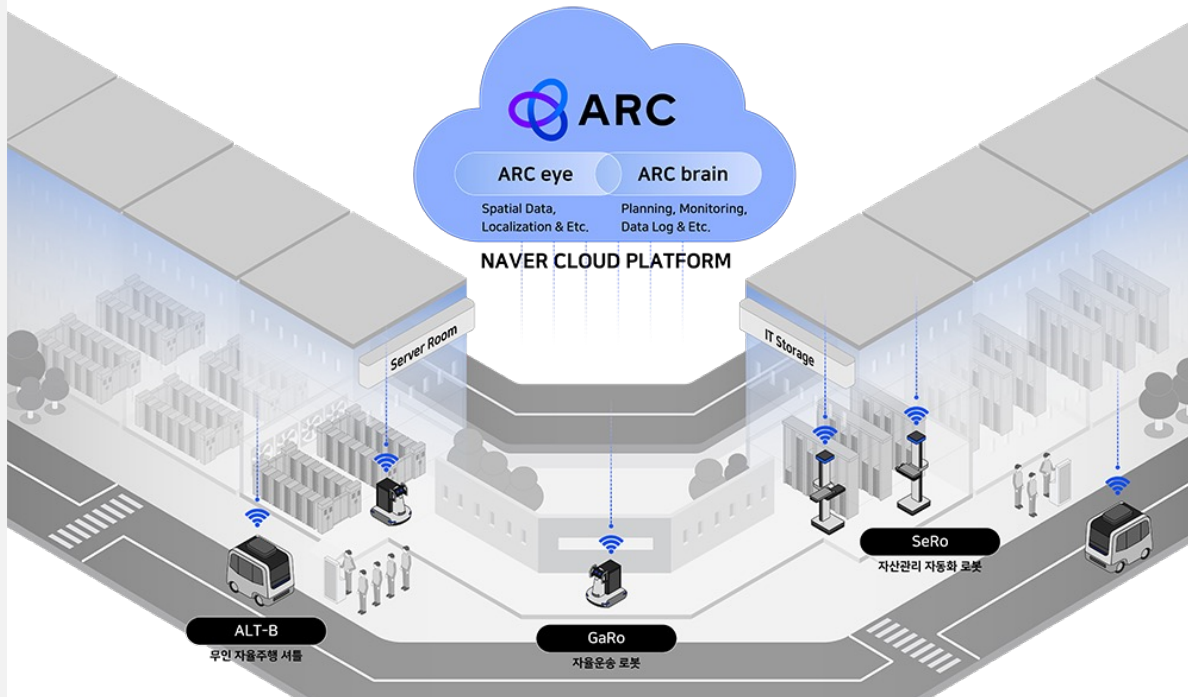 ARC
ARC eye
ARC brain
Spatial Data,
Localization & Etc.
Planning, Monitoring,
Data Log & Etc.
NAVER CLOUD PLATFORM
Server Room
IT Storage
SeRo
자산관리 자동화 로봇
ALT-B
무인 자율주행 셔틀
GaRo
자율운송 로봇